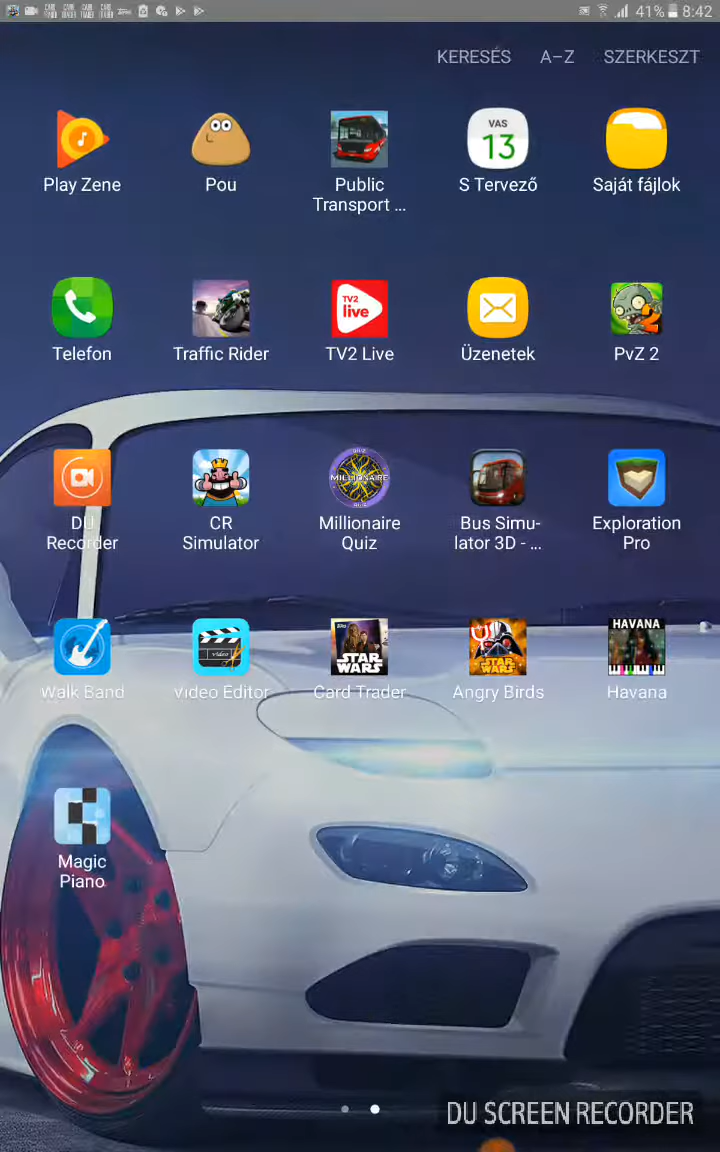 41% 8:42
KERESÉS A-Z SZERKESZT
VAS
13
Play Zene
Pou
Public
Transport ...
S Tervező
Saját fájlok
TV2
live
Telefon
Traffic Rider
TV2 Live
Üzenetek
PvZ 2
QUIZ
MILLIONAIRE
QUIZ
DU
Recorder
CR
Simulator
Millionaire
Quiz
Bus Simu-
lator 3D - ...
Exploration
Pro
video
STAR
WARS
STAR
WARS
HAVANA
Walk Band
Video Editor
Card Trader
Angry Birds
Havana
Magic
Piano
DU SCREEN RECORDER